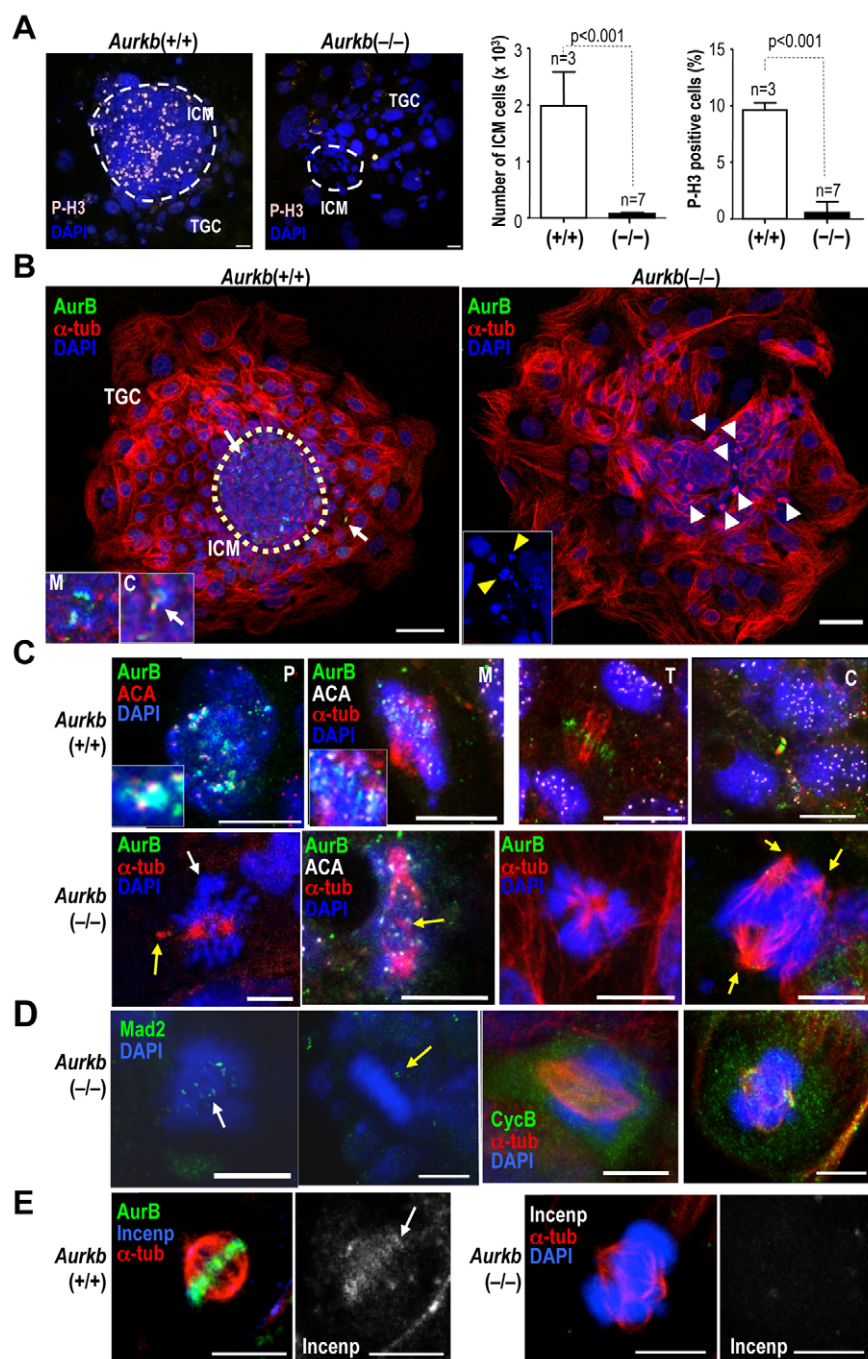 A
Aurkb(+/+)
Aurkb(–/–)
ICM
P-H3
DAPI
TGC
TGC
P-H3
ICM
DAPI
Number of ICM cells (x 10³)
3
2
1
0
p<0.001
n=3
n=7
(+/+)
(–/–)
P-H3 positive cells (%)
15
10
5
0
p<0.001
n=3
n=7
(+/+)
(–/–)
B
Aurkb(+/+)
Aurkb(–/–)
AurB
α-tub
DAPI
TGC
ICM
M
C
AurB
α-tub
DAPI
C
Aurkb
(+/+)
AurB
ACA
DAPI
P
AurB
ACA
α-tub
DAPI
M
T
C
Aurkb
(–/–)
AurB
α-tub
DAPI
AurB
ACA
α-tub
DAPI
AurB
α-tub
DAPI
D
Aurkb
(–/–)
Mad2
DAPI
CycB
α-tub
DAPI
E
Aurkb
(+/+)
AurB
Incenp
α-tub
Incenp
Aurkb
(–/–)
Incenp
α-tub
DAPI
Incenp